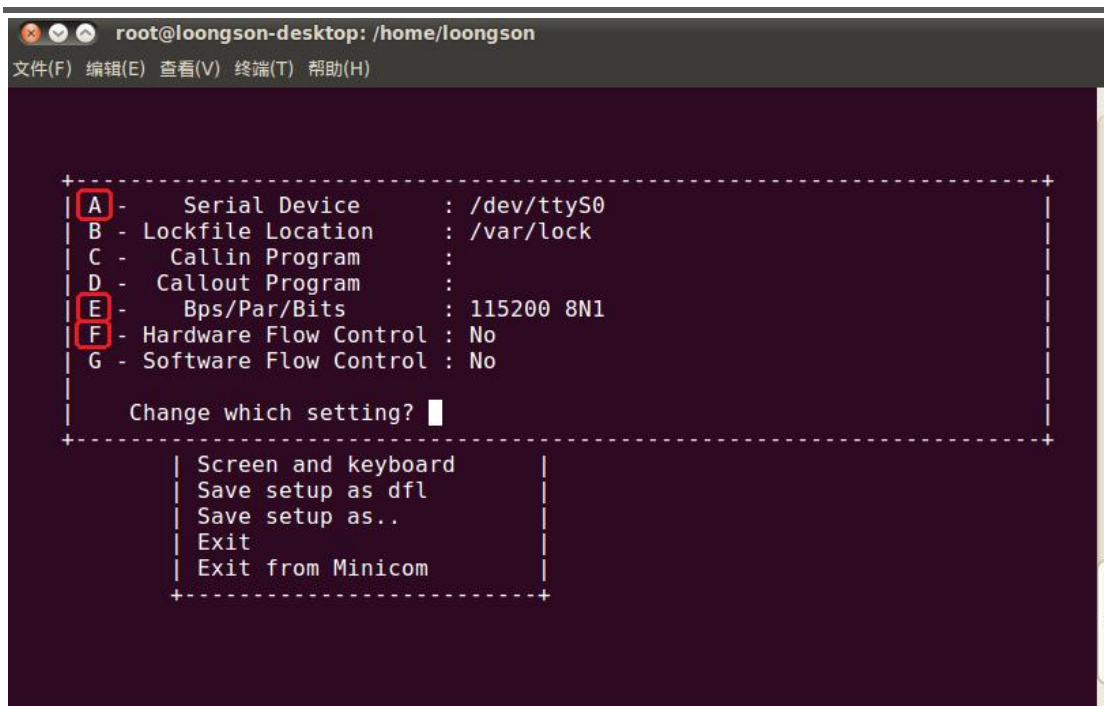 root@loongson-desktop: /home/loongson
文件(F) 编辑(E) 查看(V) 终端(T) 帮助(H)
A - Serial Device : /dev/ttyS0
B - Lockfile Location : /var/lock
C - Callin Program :
D - Callout Program :
E - Bps/Par/Bits : 115200 8N1
F - Hardware Flow Control : No
G - Software Flow Control : No
Change which setting?
Screen and keyboard
Save setup as dfl
Save setup as..
Exit
Exit from Minicom